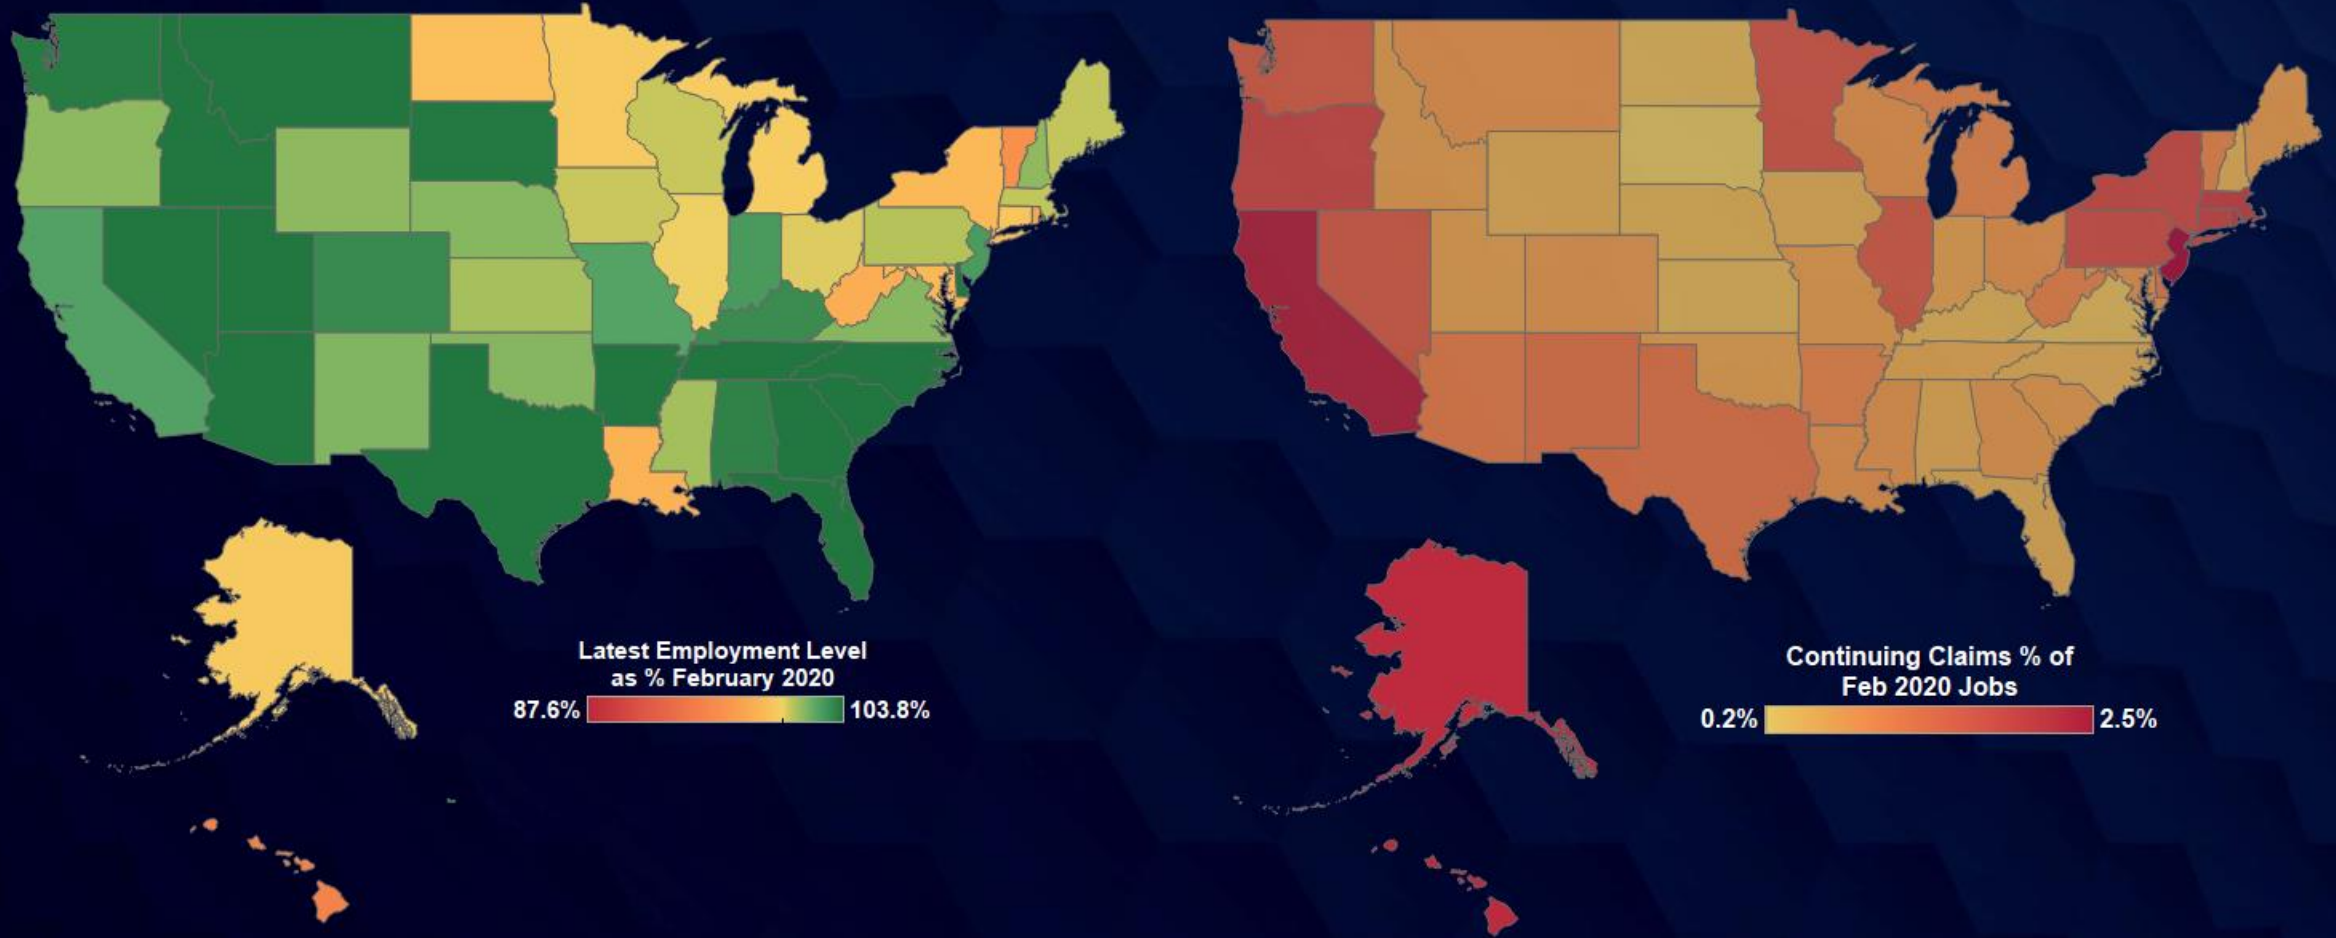 Latest Employment Level
as % February 2020
87.6% 103.8%
Continuing Claims % of
Feb 2020 Jobs
0.2% 2.5%